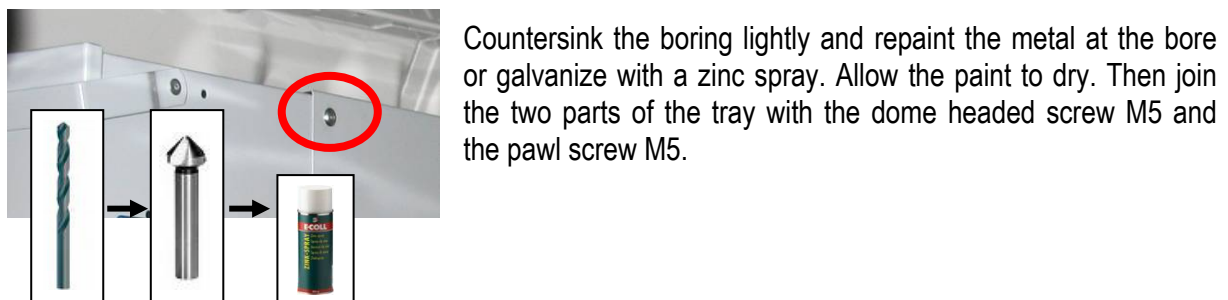 Countersink the boring lightly and repaint the metal at the bore
or galvanize with a zinc spray. Allow the paint to dry. Then join
the two parts of the tray with the dome headed screw M5 and
the pawl screw M5.
E-COLL
ZINK-SPRAY